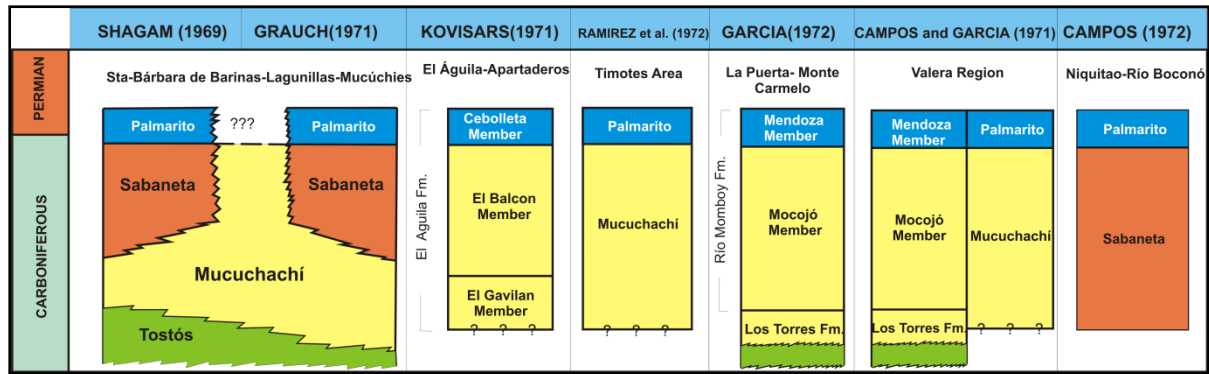 SHAGAM (1969) GRAUCH(1971) KOVISARS(1971) RAMIREZ et al. (1972) GARCIA(1972) CAMPOS and GARCIA (1971) CAMPOS (1972)
PERMIAN
CARBONIFEROUS
Sta-Bárbara de Barinas-Lagunillas-Mucúchies
Palmarito
???
Palmarito
Sabaneta
Sabaneta
Mucuchachí
Tostós
El Águila-Apartaderos
El Aguila Fm.
Cebolleta
Member
El Balcon
Member
El Gavilan
Member
? ? ?
Timotes Area
Palmarito
Mucuchachí
? ? ?
La Puerta- Monte
Carmelo
Río Momboy Fm.
Mendoza
Member
Mocojó
Member
Los Torres Fm.
Valera Region
Mendoza
Member
Palmarito
Mocojó
Member
Mucuchachí
Los Torres Fm.
? ? ?
Niquitao-Río Boconó
Palmarito
Sabaneta